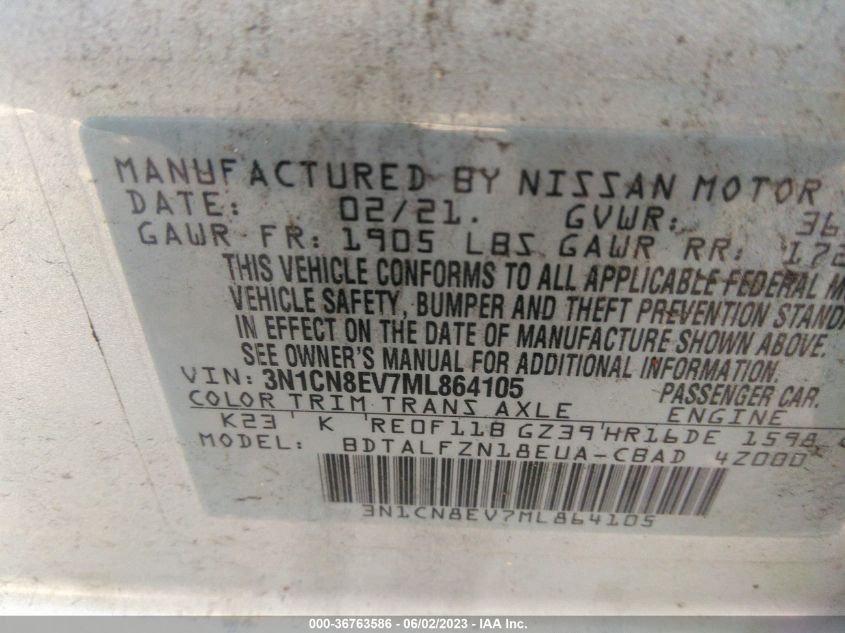 MANUFACTURED BY NISSAN MOTOR
DATE: 02/21. GVWR: 36
GAWR FR: 1905 LBS GAWR RR: 172
THIS VEHICLE CONFORMS TO ALL APPLICABLE FEDERAL M
VEHICLE SAFETY, BUMPER AND THEFT PREVENTION STANDA
IN EFFECT ON THE DATE OF MANUFACTURE SHOWN ABOVE.
SEE OWNER'S MANUAL FOR ADDITIONAL INFORMATION.
VIN: 3N1CN8EV7ML864105 PASSENGER CAR.
COLOR TRIM TRANS AXLE ENGINE
K23 K RE0F11B GZ39 HR16DE 1598
MODEL: BDTALFZN18EUA-CBAD 4Z000
3N1CN8EV7ML864105
000-36763586 - 06/02/2023 - IAA Inc.